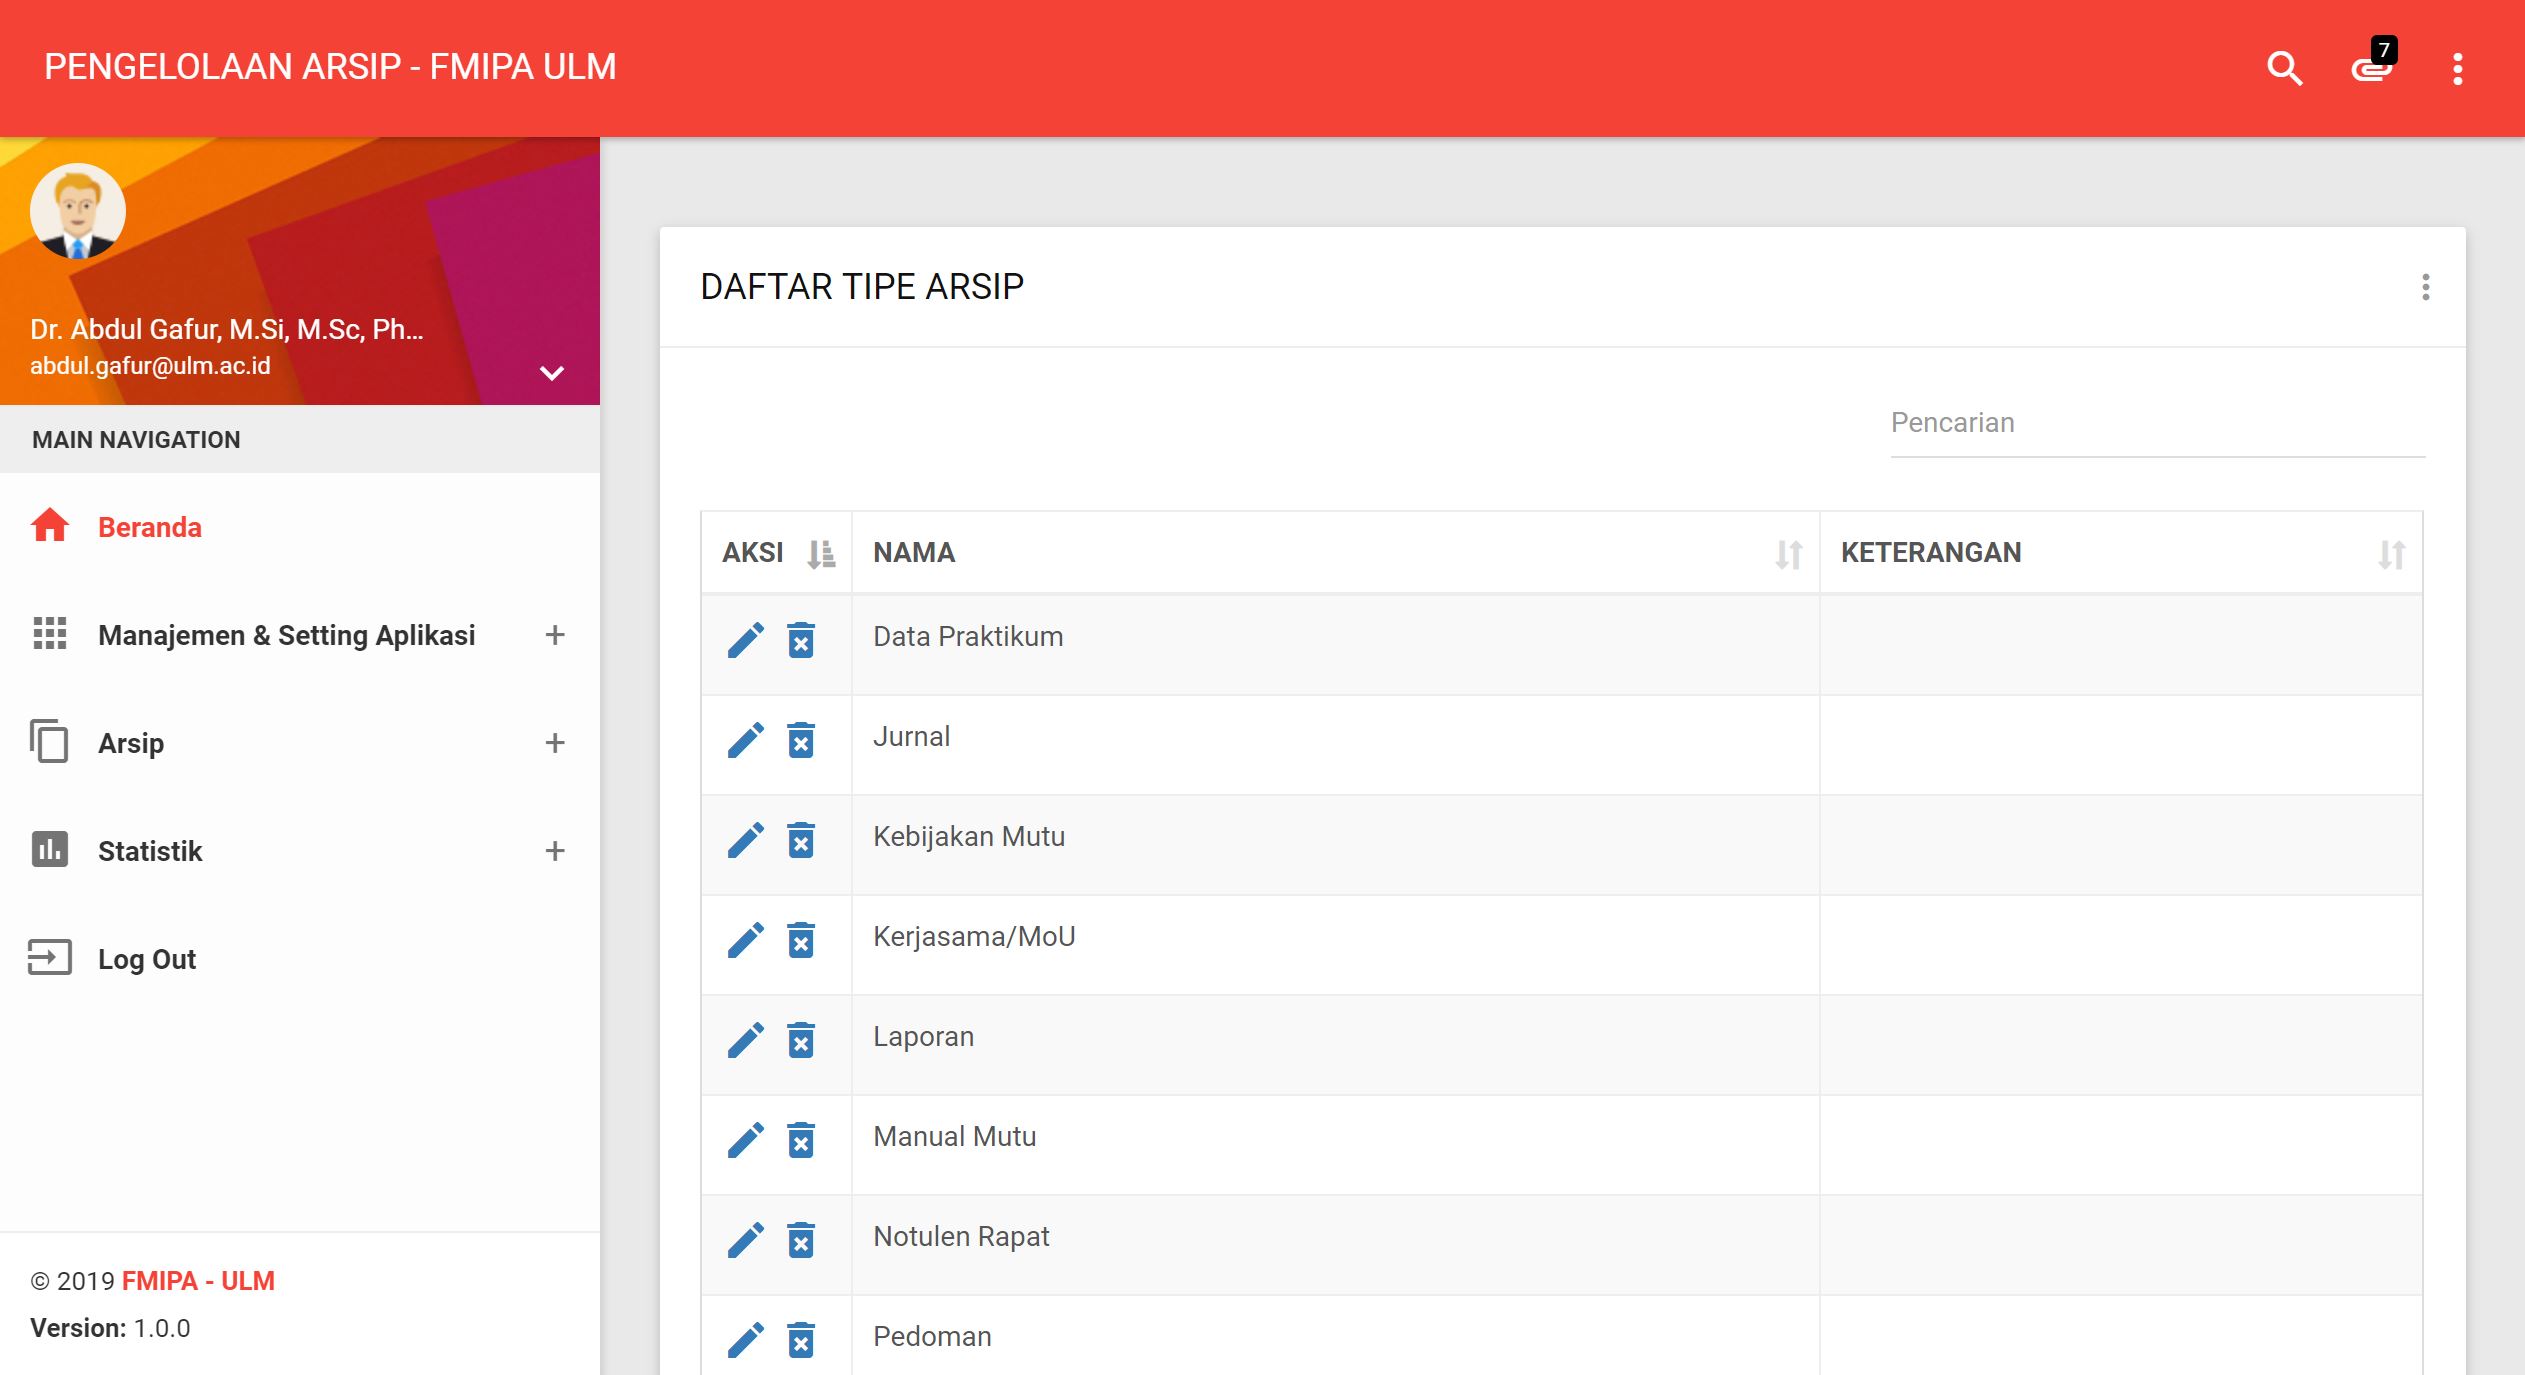 PENGELOLAAN ARSIP - FMIPA ULM
7
Dr. Abdul Gafur, M.Si, M.Sc, Ph...
abdul.gafur@ulm.ac.id
MAIN NAVIGATION
Beranda
Manajemen & Setting Aplikasi +
Arsip +
Statistik +
Log Out
© 2019 FMIPA - ULM
Version: 1.0.0
DAFTAR TIPE ARSIP
Pencarian
AKSI NAMA KETERANGAN
Data Praktikum
Jurnal
Kebijakan Mutu
Kerjasama/MoU
Laporan
Manual Mutu
Notulen Rapat
Pedoman